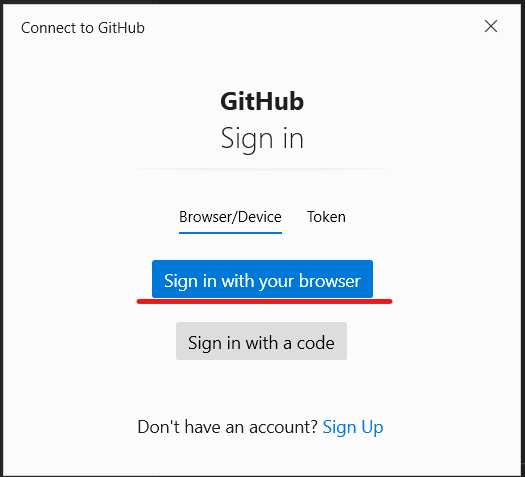 Connect to GitHub
GitHub
Sign in
Browser/Device Token
Sign in with your browser
Sign in with a code
Don't have an account? Sign Up